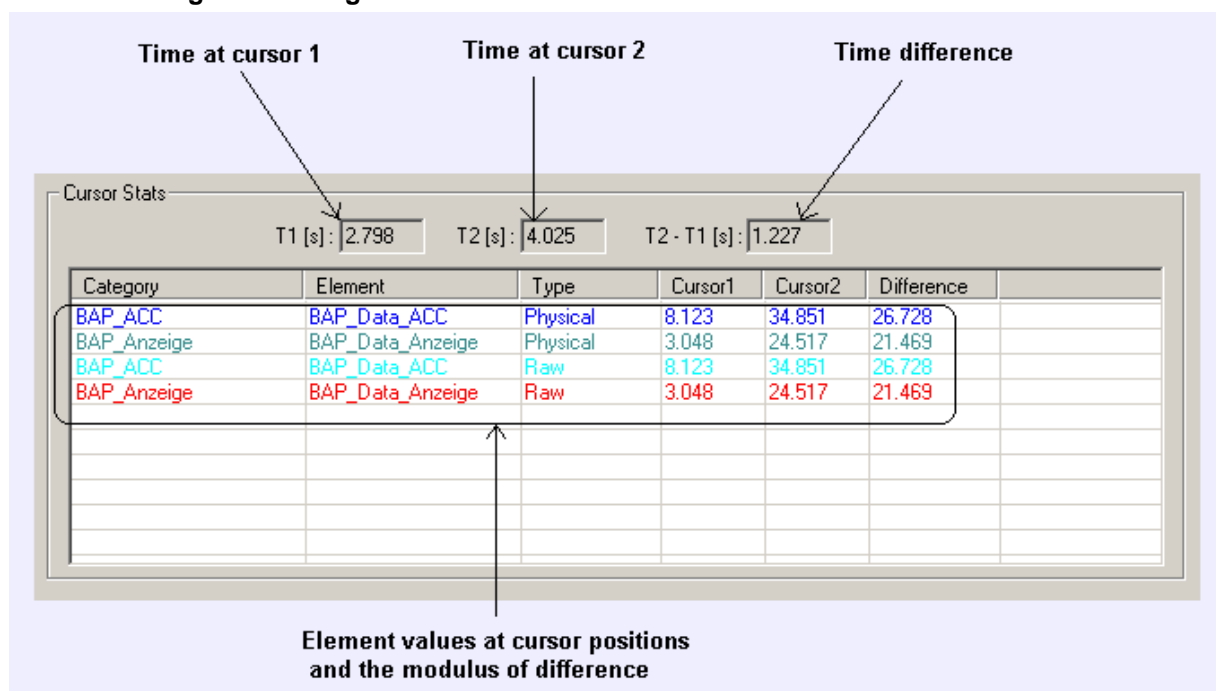 Time at cursor 1 Time at cursor 2 Time difference
Cursor Stats
T1 [s] : 2.798 T2 [s] : 4.025 T2 - T1 [s] : 1.227
Category Element Type Cursor1 Cursor2 Difference
BAP_ACC BAP_Data_ACC Physical 8.123 34.851 26.728
BAP_Anzeige BAP_Data_Anzeige Physical 3.048 24.517 21.469
BAP_ACC BAP_Data_ACC Raw 8.123 34.851 26.728
BAP_Anzeige BAP_Data_Anzeige Raw 3.048 24.517 21.469
Element values at cursor positions
and the modulus of difference